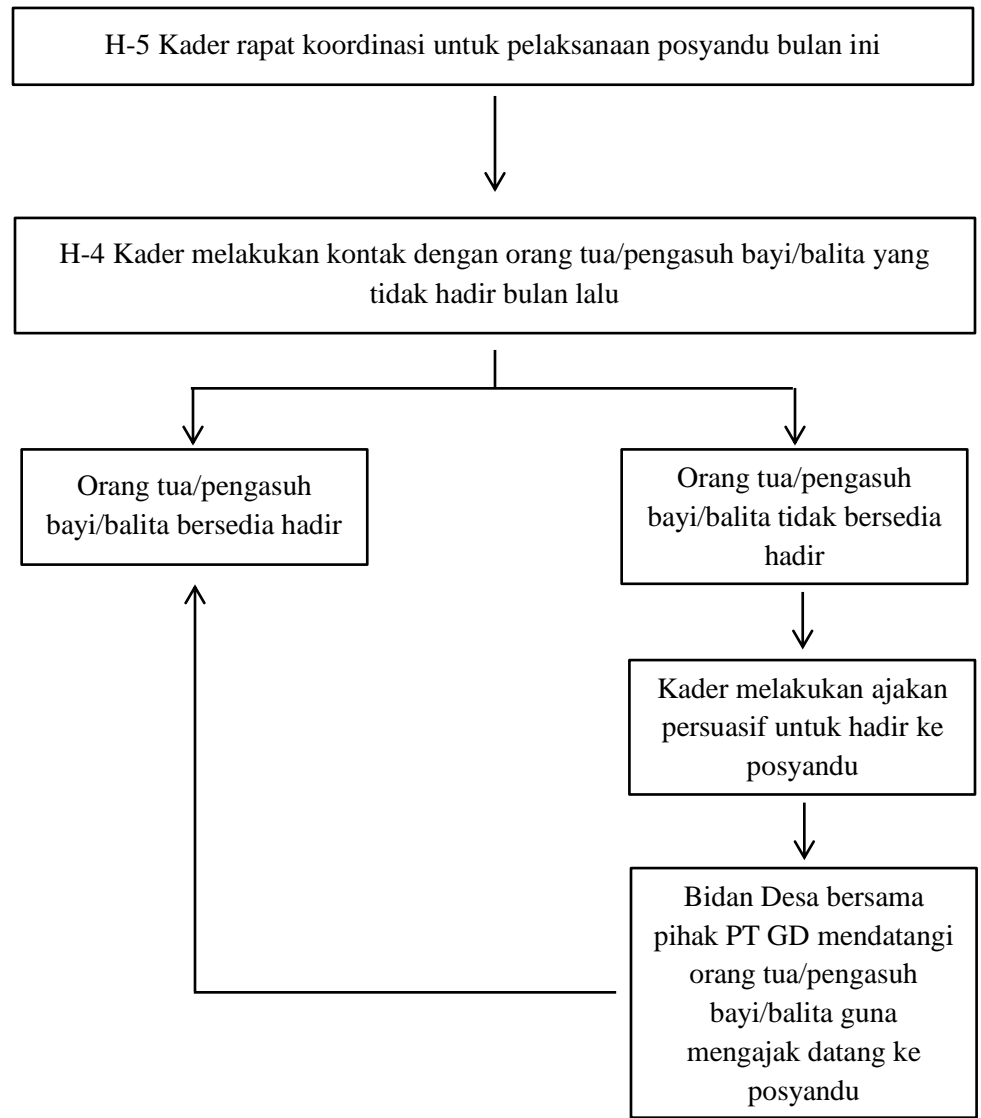 H-5 Kader rapat koordinasi untuk pelaksanaan posyandu bulan ini
H-4 Kader melakukan kontak dengan orang tua/pengasuh bayi/balita yang
tidak hadir bulan lalu
Orang tua/pengasuh
bayi/balita bersedia hadir
Orang tua/pengasuh
bayi/balita tidak bersedia
hadir
Kader melakukan ajakan
persuasif untuk hadir ke
posyandu
Bidan Desa bersama
pihak PT GD mendatangi
orang tua/pengasuh
bayi/balita guna
mengajak datang ke
posyandu